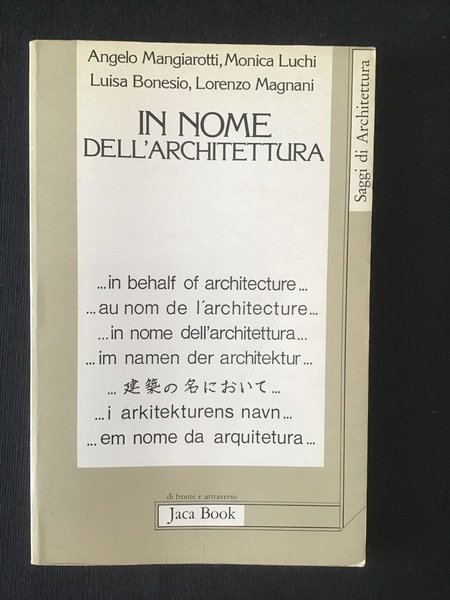 Angelo Mangiarotti, Monica Luchi
Luisa Bonesio, Lorenzo Magnani
IN NOME
DELL'ARCHITETTURA
Saggi di Architettura
...in behalf of architecture...
...au nom de l'architecture...
...in nome dell'architettura...
...im namen der architektur...
...建築の名において...
...i arkitekturens navn...
...em nome da arquitetura...
di fronte e attraverso
Jaca Book